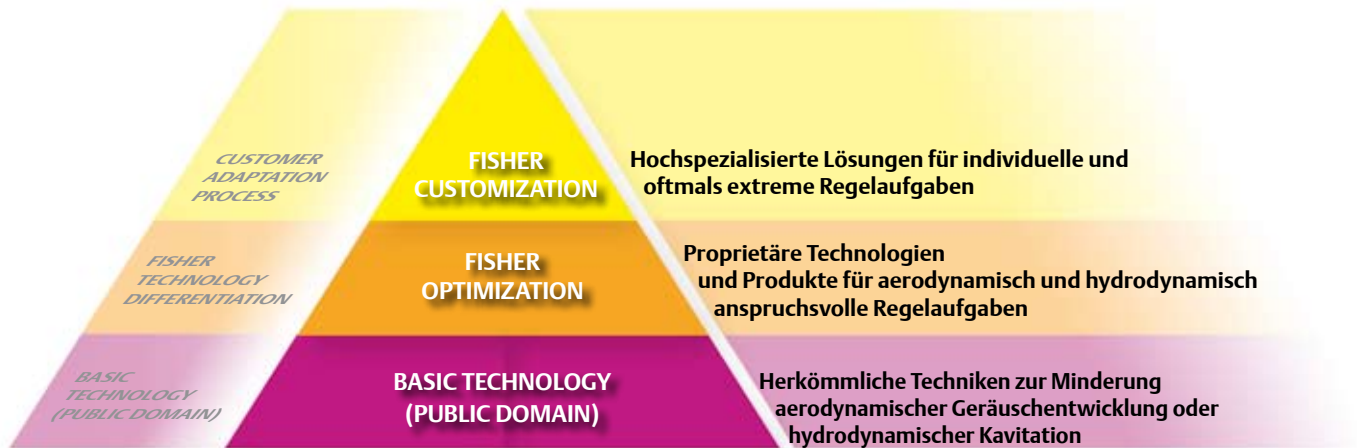 CUSTOMER
ADAPTATION
PROCESS
FISHER
CUSTOMIZATION
Hochspezialisierte Lösungen für individuelle und
oftmals extreme Regelaufgaben
FISHER
TECHNOLOGY
DIFFERENTIATION
FISHER
OPTIMIZATION
Proprietäre Technologien
und Produkte für aerodynamisch und hydrodynamisch
anspruchsvolle Regelaufgaben
BASIC
TECHNOLOGY
(PUBLIC DOMAIN)
BASIC TECHNOLOGY
(PUBLIC DOMAIN)
Herkömmliche Techniken zur Minderung
aerodynamischer Geräuschentwicklung oder
hydrodynamischer Kavitation